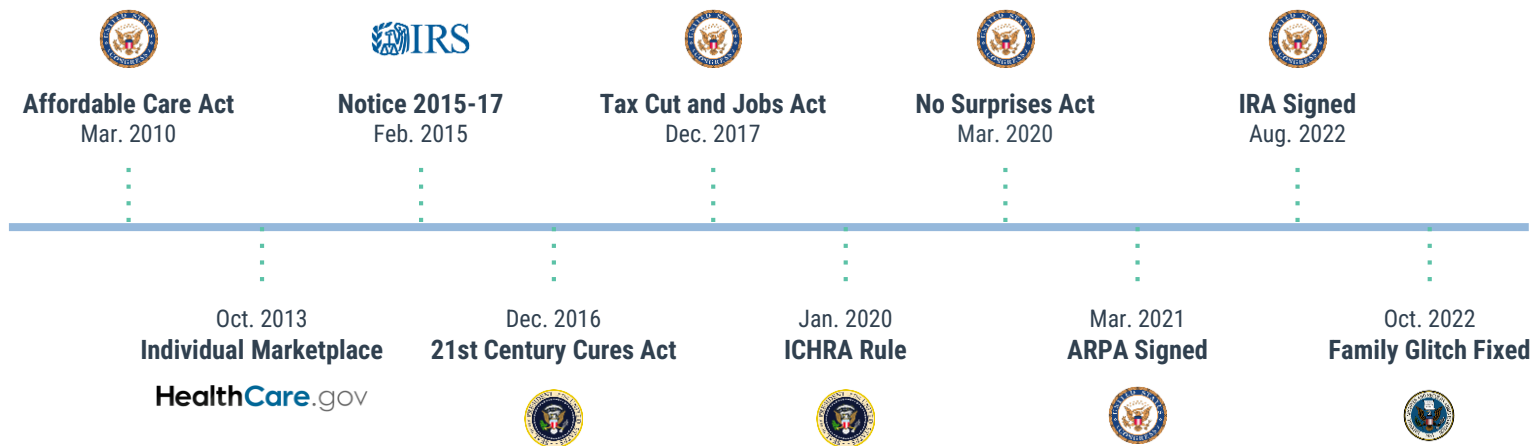 IRS
Affordable Care Act
Mar. 2010
Notice 2015-17
Feb. 2015
Tax Cut and Jobs Act
Dec. 2017
No Surprises Act
Mar. 2020
IRA Signed
Aug. 2022
Oct. 2013
Individual Marketplace
HealthCare.gov
Dec. 2016
21st Century Cures Act
Jan. 2020
ICHRA Rule
Mar. 2021
ARPA Signed
Oct. 2022
Family Glitch Fixed